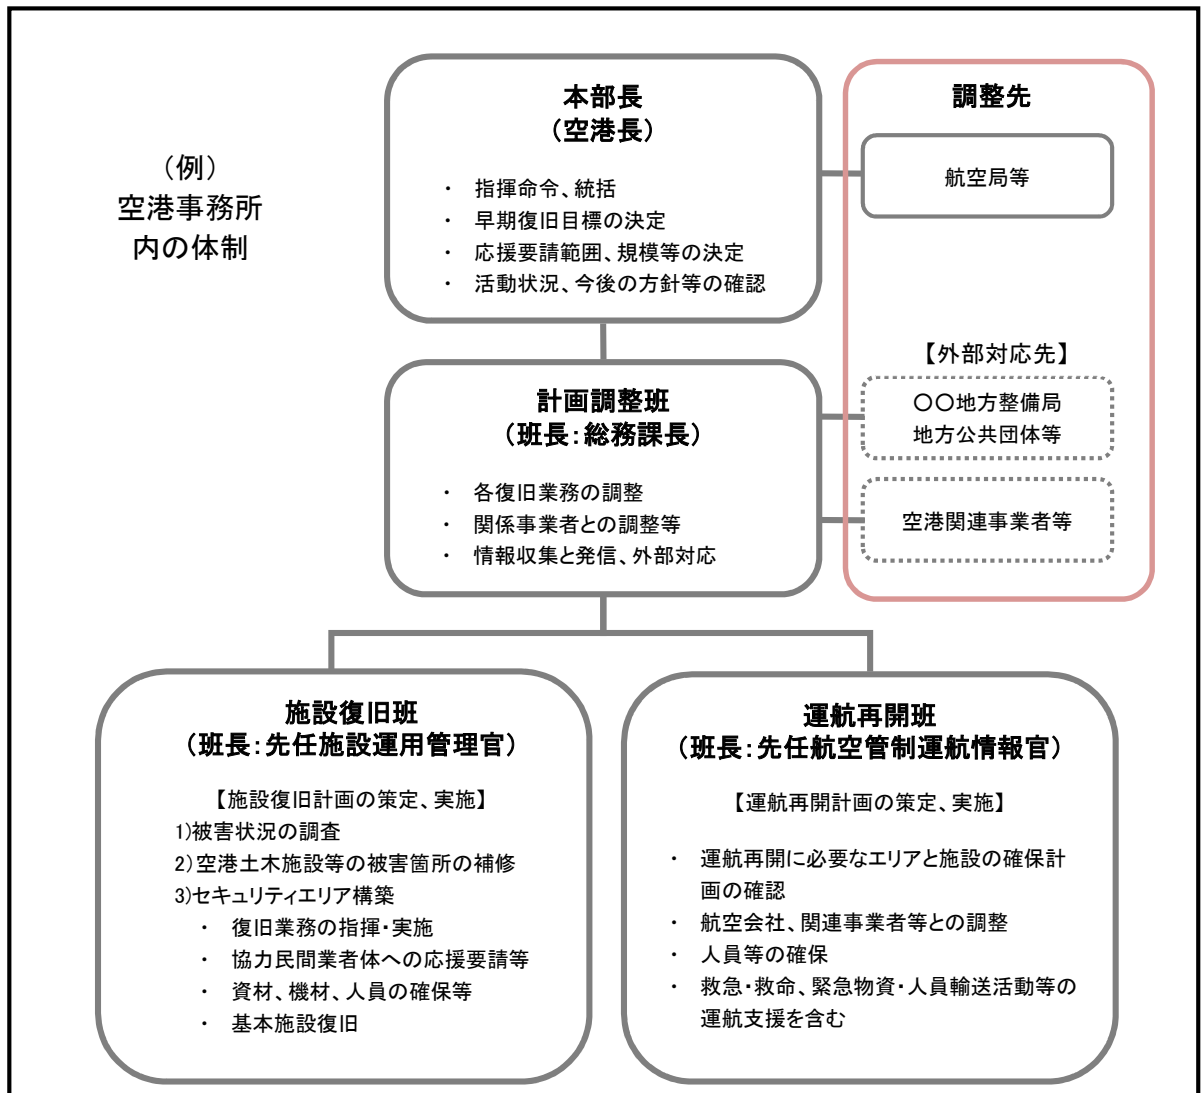 (例)
空港事務所
内の体制
本部長
(空港長)
・ 指揮命令、統括
・ 早期復旧目標の決定
・ 応援要請範囲、規模等の決定
・ 活動状況、今後の方針等の確認
調整先
航空局等
【外部対応先】
〇〇地方整備局
地方公共団体等
空港関連事業者等
計画調整班
(班長:総務課長)
・ 各復旧業務の調整
・ 関係事業者との調整等
・ 情報収集と発信、外部対応
施設復旧班
(班長:先任施設運用管理官)
【施設復旧計画の策定、実施】
1)被害状況の調査
2)空港土木施設等の被害箇所の補修
3)セキュリティエリア構築
・ 復旧業務の指揮・実施
・ 協力民間業者体への応援要請等
・ 資材、機材、人員の確保等
・ 基本施設復旧
運航再開班
(班長:先任航空管制運航情報官)
【運航再開計画の策定、実施】
・ 運航再開に必要なエリアと施設の確保計
画の確認
・ 航空会社、関連事業者等との調整
・ 人員等の確保
・ 救急・救命、緊急物資・人員輸送活動等の
運航支援を含む